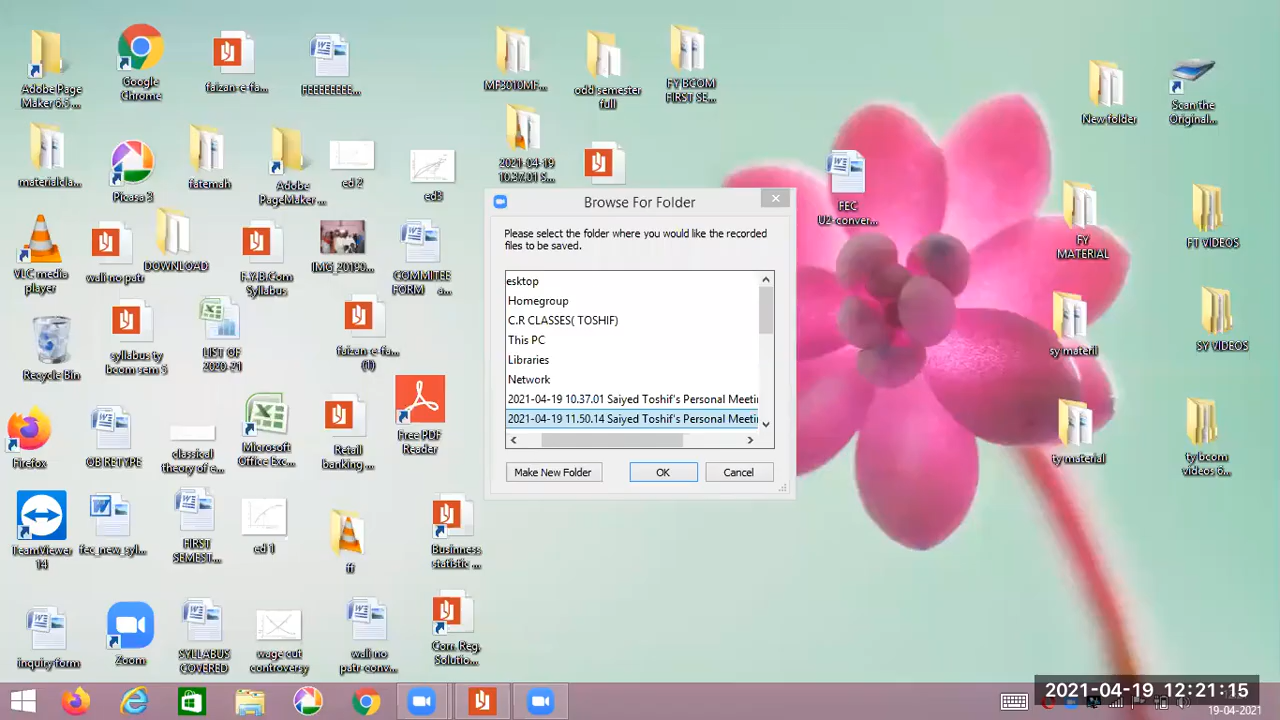 Adobe Page
Maker 6.5...
Google
Chrome
faizan-e-fa...
FEEEEEEEE...
MF3010MF...
odd semester
full
FY BCOM
FIRST SE...
New folder
Scan the
Original...
material-la...
Picasa 3
fatemah
Adobe
PageMaker ...
ed 2
ed3
2021-04-19
10.37.01 S...
FEC
U2-conver...
FY
MATERIAL
FT VIDEOS
VLC media
player
wali no patr
DOWNLOAD
F.Y.B.Com
Syllabus
IMG_20190...
COMMITEE
FORM a...
Browse For Folder
Please select the folder where you would like the recorded
files to be saved.
esktop
Homegroup
C.R CLASSES( TOSHIF)
This PC
Libraries
Network
2021-04-19 10.37.01 Saiyed Toshif's Personal Meetin
2021-04-19 11.50.14 Saiyed Toshif's Personal Meetin
Make New Folder
OK
Cancel
Recycle Bin
syllabus ty
bcom sem 5
LIST OF
2020-21
faizan-e-fa...
(1)
sy materil
SY VIDEOS
Firefox
OB RETYPE
classical
theory of c...
Microsoft
Office Exc...
Retail
banking ...
Free PDF
Reader
ty material
ty bcom
videos 6...
TeamViewer
14
fec_new_syl...
FIRST
SEMEST...
ed 1
ff
Businness
statistic ...
inquiry form
Zoom
SYLLABUS
COVERED
wage cut
controversy
wali no
patr-conv...
Corr. Reg.
Solutio...
2021-04-19 12:21:15
19-04-2021